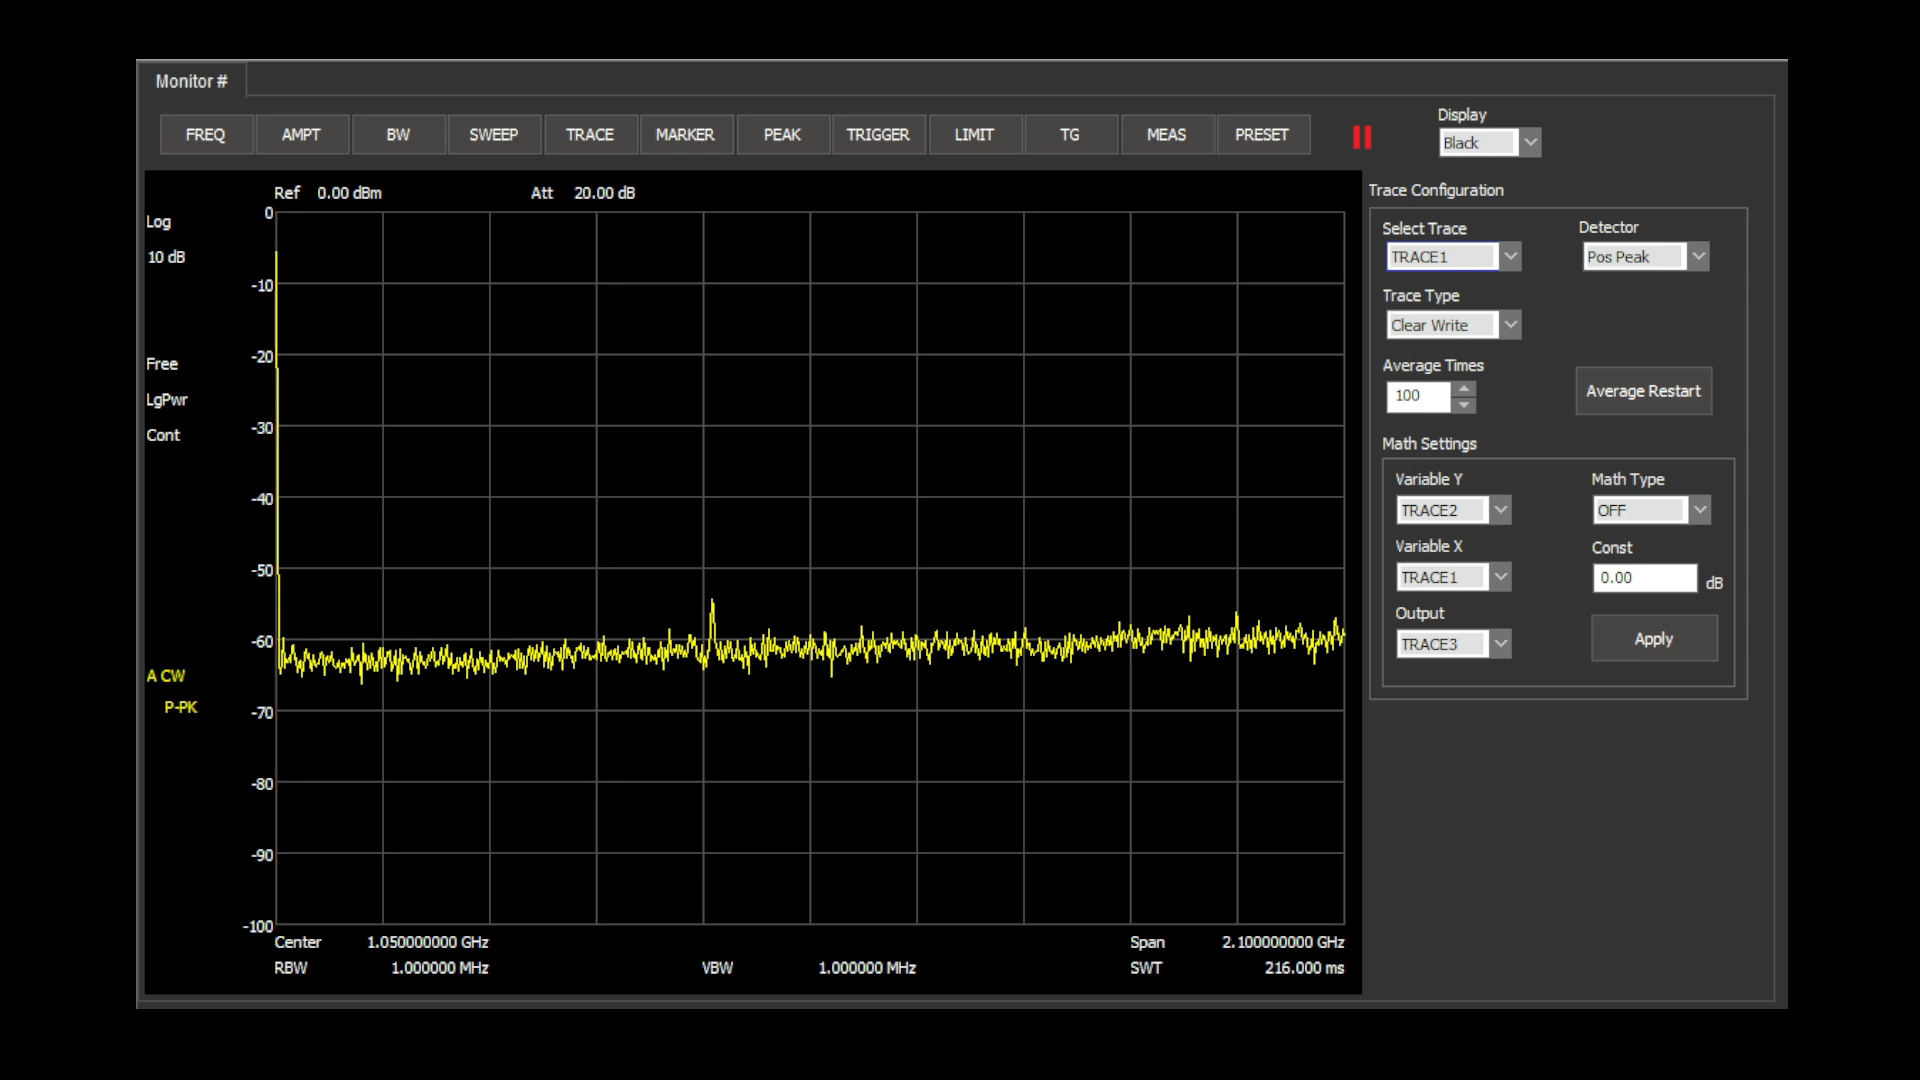 Monitor #
FREQ AMPT BW SWEEP TRACE MARKER PEAK TRIGGER LIMIT TG MEAS PRESET
Display
Black
Ref 0.00 dBm Att 20.00 dB
Log
10 dB
Free
LgPwr
Cont
A CW
P-PK
0
-10
-20
-30
-40
-50
-60
-70
-80
-90
-100
Center 1.050000000 GHz Span 2.100000000 GHz
RBW 1.000000 MHz VBW 1.000000 MHz SWT 216.000 ms
Trace Configuration
Select Trace Detector
TRACE1 Pos Peak
Trace Type
Clear Write
Average Times
100 Average Restart
Math Settings
Variable Y Math Type
TRACE2 OFF
Variable X Const
TRACE1 0.00 dB
Output
TRACE3 Apply